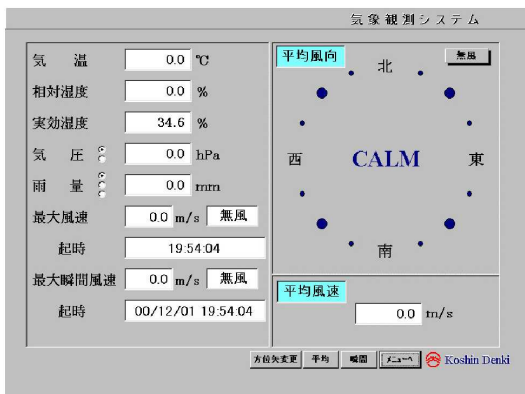 気象観測システム
気　温 0.0 ℃
相対湿度 0.0 %
実効湿度 34.6 %
気　圧 0.0 hPa
雨　量 0.0 mm
最大風速 0.0 m/s 無風
起時 19:54:04
最大瞬間風速 0.0 m/s 無風
起時 00/12/01 19:54:04
平均風向 無風
北
西 CALM 東
南
平均風速
0.0 m/s
方位矢変更 平均 瞬間 メニューへ Koshin Denki